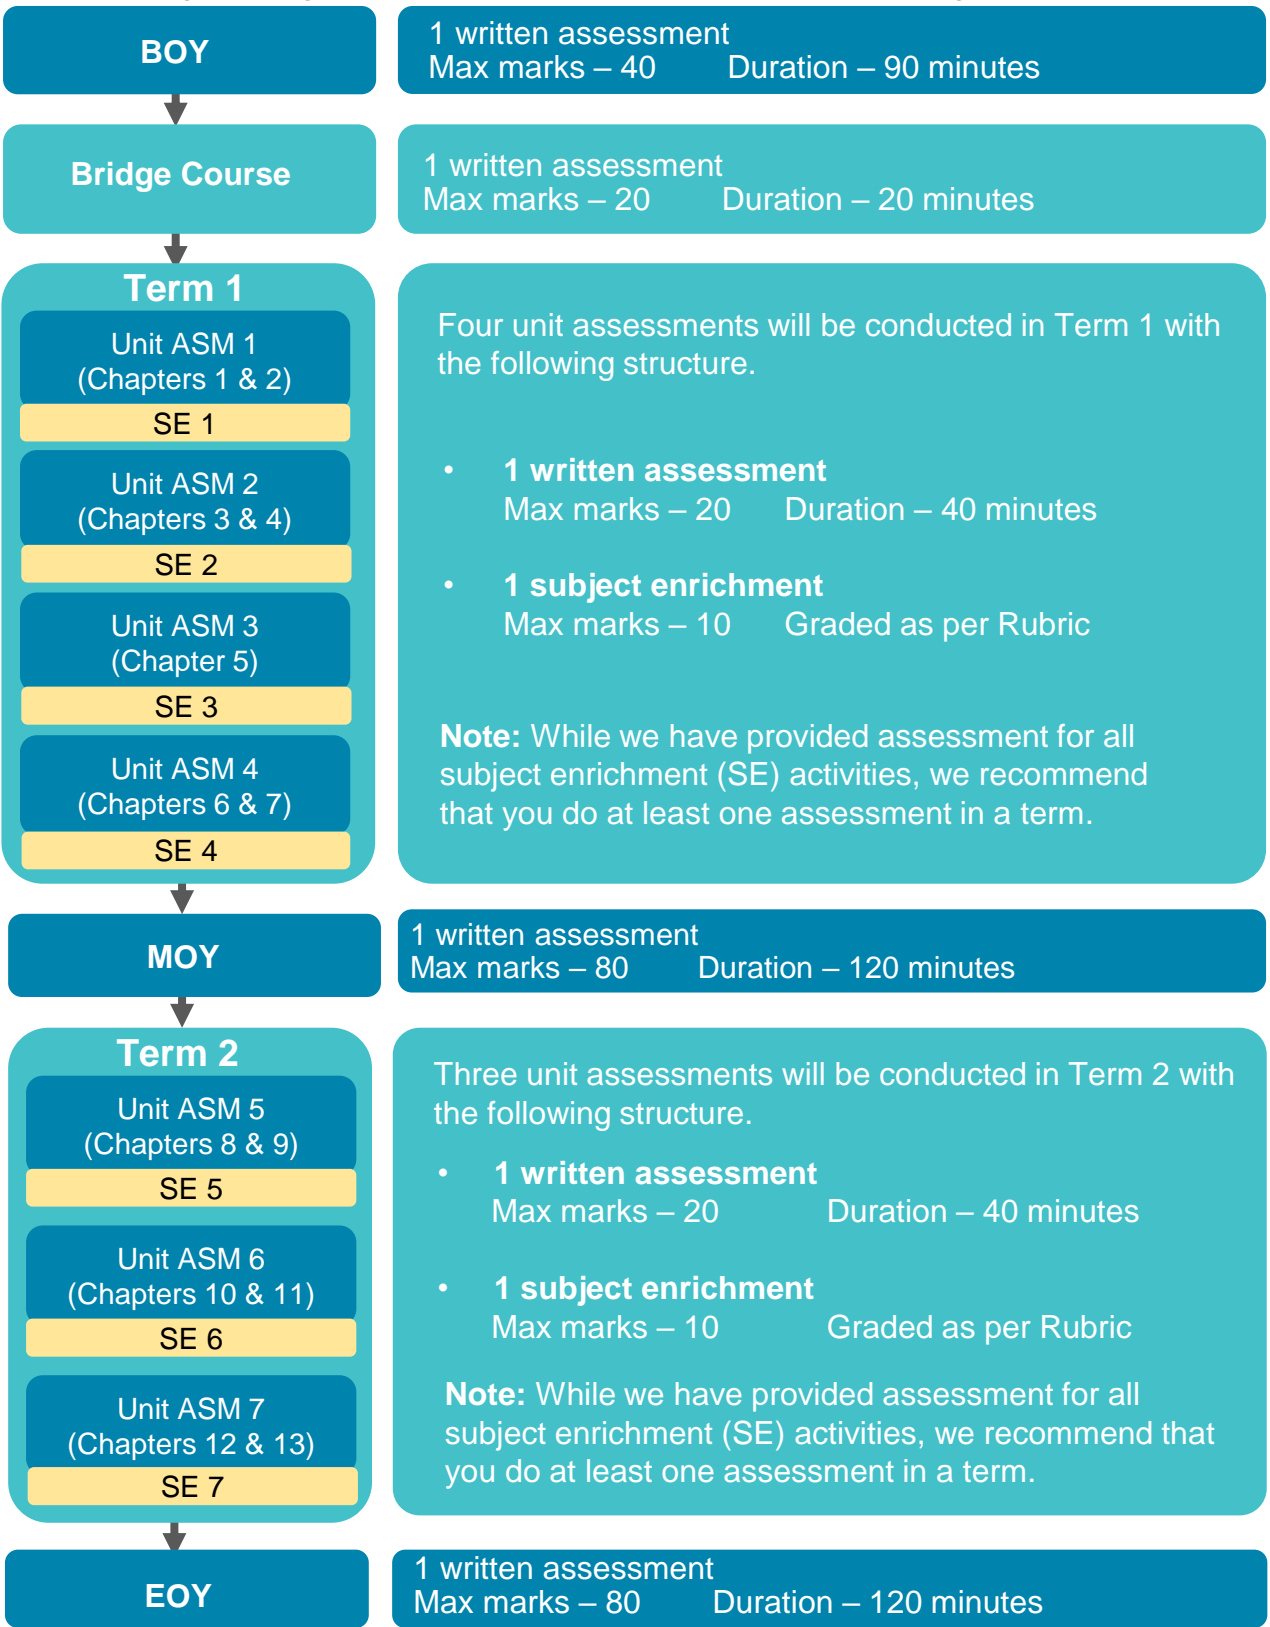 BOY
1 written assessment
Max marks – 40 Duration – 90 minutes
Bridge Course
1 written assessment
Max marks – 20 Duration – 20 minutes
Term 1
Unit ASM 1
(Chapters 1 & 2)
SE 1
Unit ASM 2
(Chapters 3 & 4)
SE 2
Unit ASM 3
(Chapter 5)
SE 3
Unit ASM 4
(Chapters 6 & 7)
SE 4
Four unit assessments will be conducted in Term 1 with
the following structure.
• 1 written assessment
Max marks – 20 Duration – 40 minutes
• 1 subject enrichment
Max marks – 10 Graded as per Rubric
Note: While we have provided assessment for all
subject enrichment (SE) activities, we recommend
that you do at least one assessment in a term.
MOY
1 written assessment
Max marks – 80 Duration – 120 minutes
Term 2
Unit ASM 5
(Chapters 8 & 9)
SE 5
Unit ASM 6
(Chapters 10 & 11)
SE 6
Unit ASM 7
(Chapters 12 & 13)
SE 7
Three unit assessments will be conducted in Term 2 with
the following structure.
• 1 written assessment
Max marks – 20 Duration – 40 minutes
• 1 subject enrichment
Max marks – 10 Graded as per Rubric
Note: While we have provided assessment for all
subject enrichment (SE) activities, we recommend that
you do at least one assessment in a term.
EOY
1 written assessment
Max marks – 80 Duration – 120 minutes